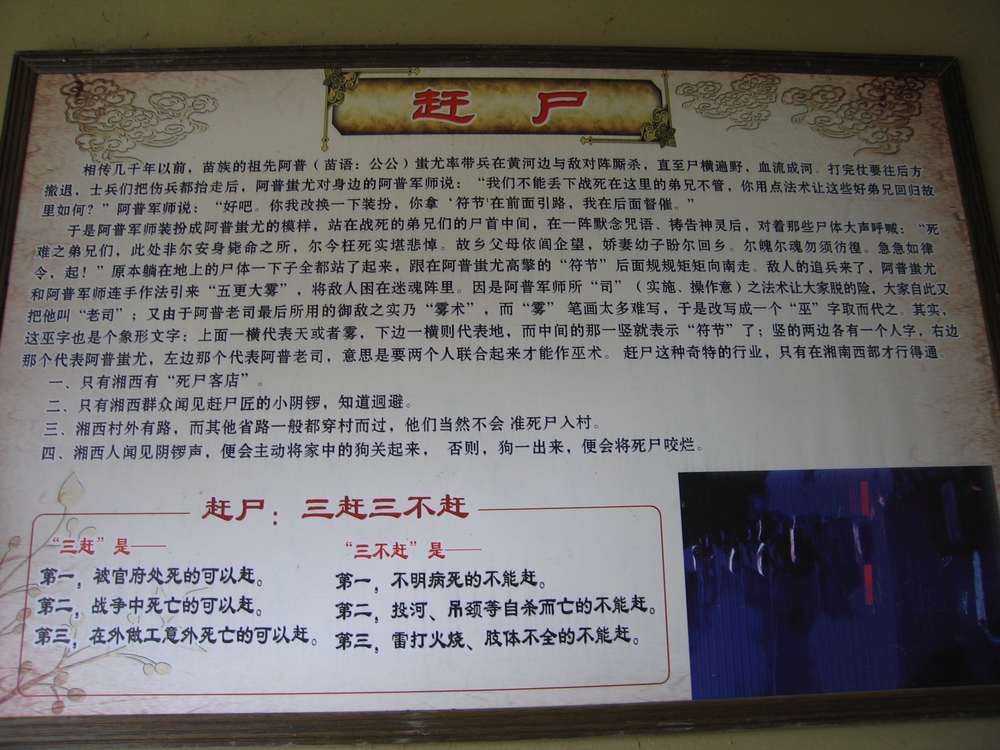 赶 尸
相传几千年以前，苗族的祖先阿普（苗语：公公）蚩尤率带兵在黄河边与敌对阵厮杀，直至尸横遍野，血流成河。打完仗要往后方
撤退，士兵们把伤兵都抬走后，阿普蚩尤对身边的阿普军师说：“我们不能丢下战死在这里的弟兄不管，你用点法术让这些好弟兄回归故
里如何？”阿普军师说：“好吧。你我改换一下装扮，你拿‘符节’在前面引路，我在后面督催。”
于是阿普军师装扮成阿普蚩尤的模样，站在战死的弟兄们的尸首中间，在一阵默念咒语、祷告神灵后，对着那些尸体大声呼喊：“死
难之弟兄们，此处非尔安身毙命之所，尔今枉死实堪悲悼。故乡父母依闾企望，娇妻幼子盼尔回乡。尔魄尔魂勿须彷徨。急急如律
令，起！”原本躺在地上的尸体一下子全都站了起来，跟在阿普蚩尤高擎的“符节”后面规规矩矩向南走。敌人的追兵来了，阿普蚩尤
和阿普军师连手作法引来“五更大雾”，将敌人困在迷魂阵里。因是阿普军师所“司”（实施、操作意）之法术让大家脱的险，大家自此又
把他叫“老司”；又由于阿普老司最后所用的御敌之实乃“雾术”，而“雾”笔画太多难写，于是改写成一个“巫”字取而代之。其实，
这巫字也是个象形文字：上面一横代表天或者雾，下边一横则代表地，而中间的那一竖就表示“符节”了；竖的两边各有一个人字，右边
那个代表阿普蚩尤，左边那个代表阿普老司，意思是要两个人联合起来才能作巫术。 赶尸这种奇特的行业，只有在湘南西部才行得通。
一、只有湘西有“死尸客店”。
二、只有湘西群众闻见赶尸匠的小阴锣，知道迥避。
三、湘西村外有路，而其他省路一般都穿村而过，他们当然不会 准死尸入村。
四、湘西人闻见阴锣声，便会主动将家中的狗关起来， 否则，狗一出来，便会将死尸咬烂。
赶尸：三赶三不赶
“三赶”是——
第一，被官府处死的可以赶。
第二，战争中死亡的可以赶。
第三，在外做工意外死亡的可以赶。
“三不赶”是——
第一，不明病死的不能赶。
第二，投河、吊颈等自杀而亡的不能赶。
第三，雷打火烧、肢体不全的不能赶。